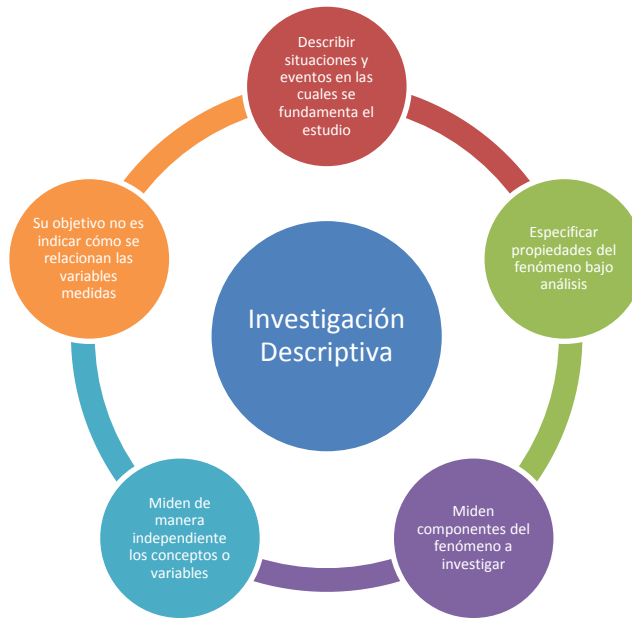 Describir
situaciones y
eventos en las
cuales se
fundamenta el
estudio
Especificar
propiedades del
fenómeno bajo
análisis
Miden
componentes del
fenómeno a
investigar
Miden de
manera
independiente
los conceptos o
variables
Su objetivo no es
indicar cómo se
relacionan las
variables
medidas
Investigación
Descriptiva